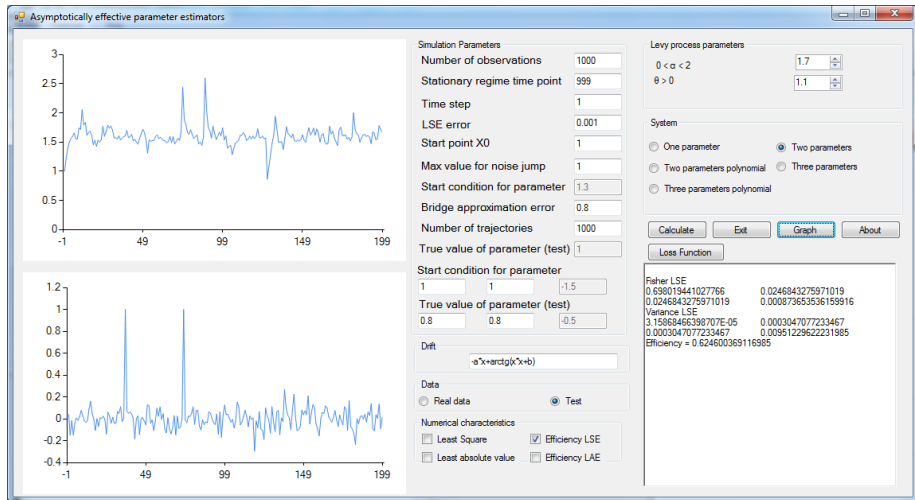 Asymptotically effective parameter estimators
3
2.5
2
1.5
1
0.5
0
-1 49 99 149 199
1.2
1
0.8
0.6
0.4
0.2
0
-0.2
-0.4
-1 49 99 149 199
Simulation Parameters
Number of observations 1000
Stationary regime time point 999
Time step 1
LSE error 0.001
Start point X0 1
Max value for noise jump 1
Start condition for parameter 1.3
Bridge approximation error 0.8
Number of trajectories 1000
True value of parameter (test) 1
Start condition for parameter
1 1 -1.5
True value of parameter (test)
0.8 0.8 -0.5
Drift
-a*x+arctg(x*x+b)
Data
Real data Test
Numerical characteristics
Least Square Efficiency LSE
Least absolute value Efficiency LAE
Levy process parameters
0 < α < 2 1.7
θ > 0 1.1
System
One parameter Two parameters
Two parameters polynomial Three parameters
Three parameters polynomial
Calculate Exit Graph About
Loss Function
Fisher LSE
0.698019441027766 0.0246843275971019
0.0246843275971019 0.000873653536159916
Variance LSE
3.15868466398707E-05 0.0003047077233467
0.0003047077233467 0.00951229622231985
Efficiency = 0.624600369116985